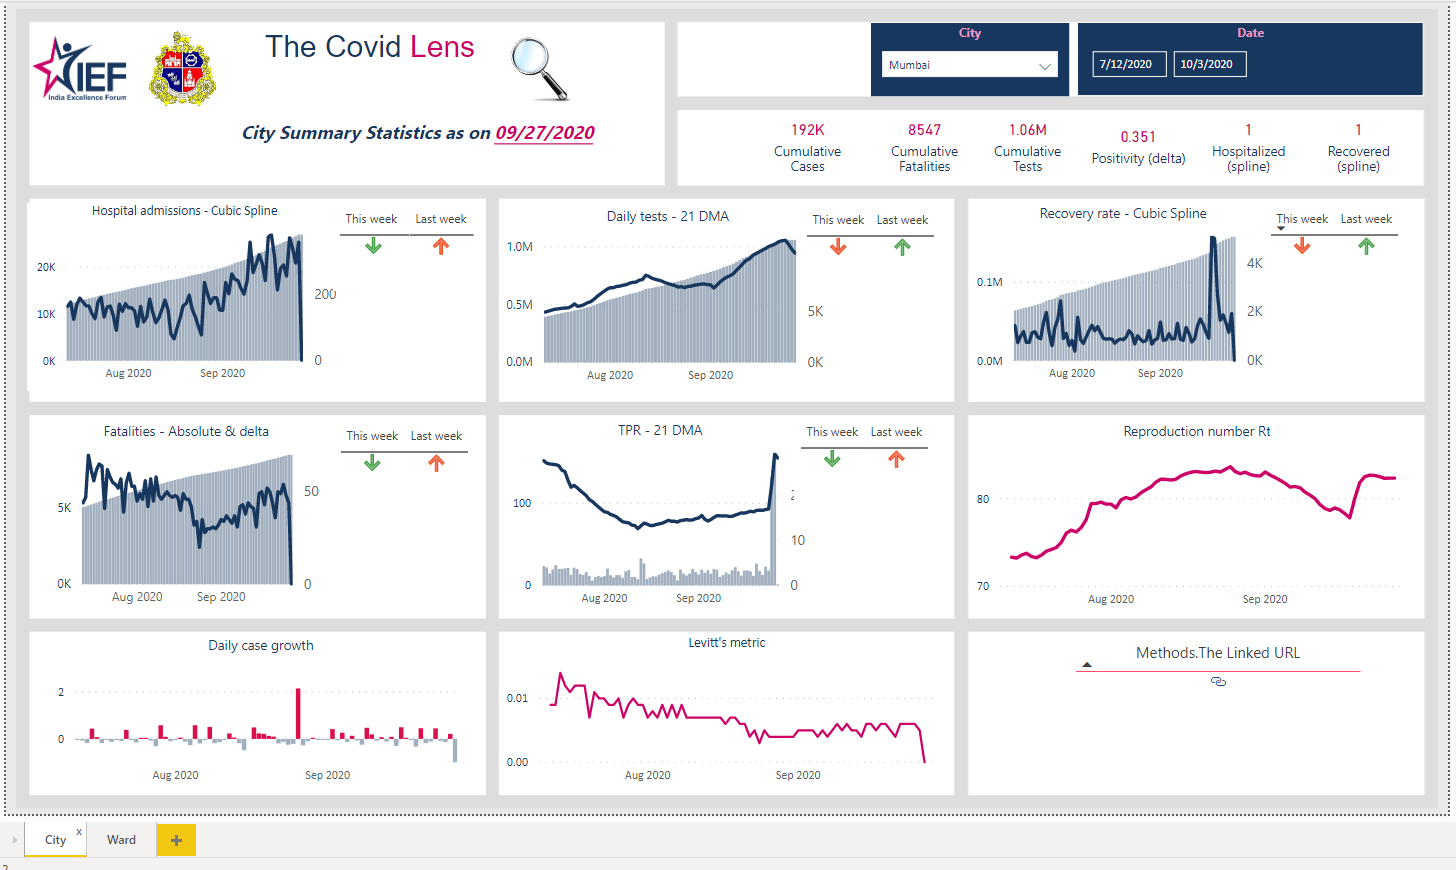 IEF
India Excellence Forum
The Covid Lens
City Summary Statistics as on 09/27/2020
City
Mumbai
Date
7/12/2020
10/3/2020
192K
Cumulative
Cases
8547
Cumulative
Fatalities
1.06M
Cumulative
Tests
0.351
Positivity (delta)
1
Hospitalized
(spline)
1
Recovered
(spline)
Hospital admissions - Cubic Spline
This week Last week
20K
10K
0K
200
0
Aug 2020 Sep 2020
Daily tests - 21 DMA
This week Last week
1.0M
0.5M
0.0M
5K
0K
Aug 2020 Sep 2020
Recovery rate - Cubic Spline
This week Last week
0.1M
0.0M
4K
2K
0K
Aug 2020 Sep 2020
Fatalities - Absolute & delta
This week Last week
5K
0K
50
0
Aug 2020 Sep 2020
TPR - 21 DMA
This week Last week
100
0
10
0
Aug 2020 Sep 2020
Reproduction number Rt
80
70
Aug 2020 Sep 2020
Daily case growth
2
0
Aug 2020 Sep 2020
Levitt's metric
0.01
0.00
Aug 2020 Sep 2020
Methods.The Linked URL
City x
Ward
+